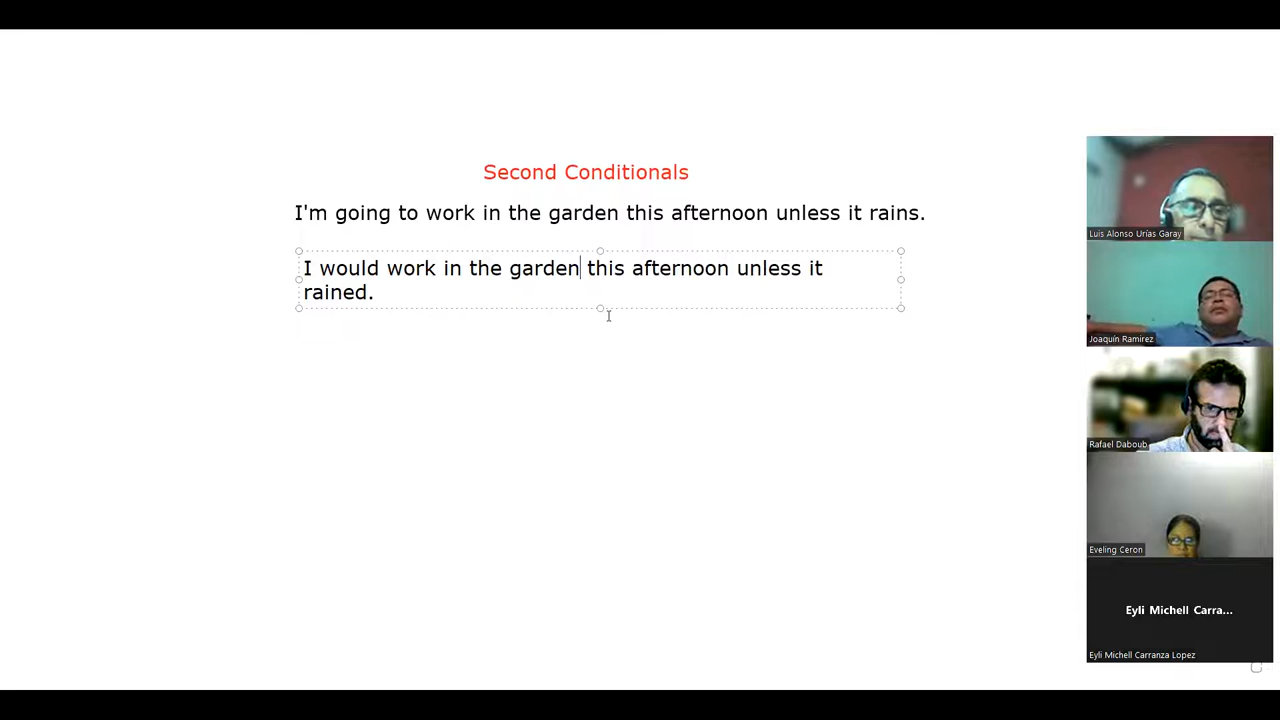 Second Conditionals
I'm going to work in the garden this afternoon unless it rains.
I would work in the garden this afternoon unless it
rained.
Luis Alonso Urías Garay
Joaquín Ramirez
Rafael Daboub
Eveling Ceron
Eyli Michell Carra...
Eyli Michell Carranza Lopez